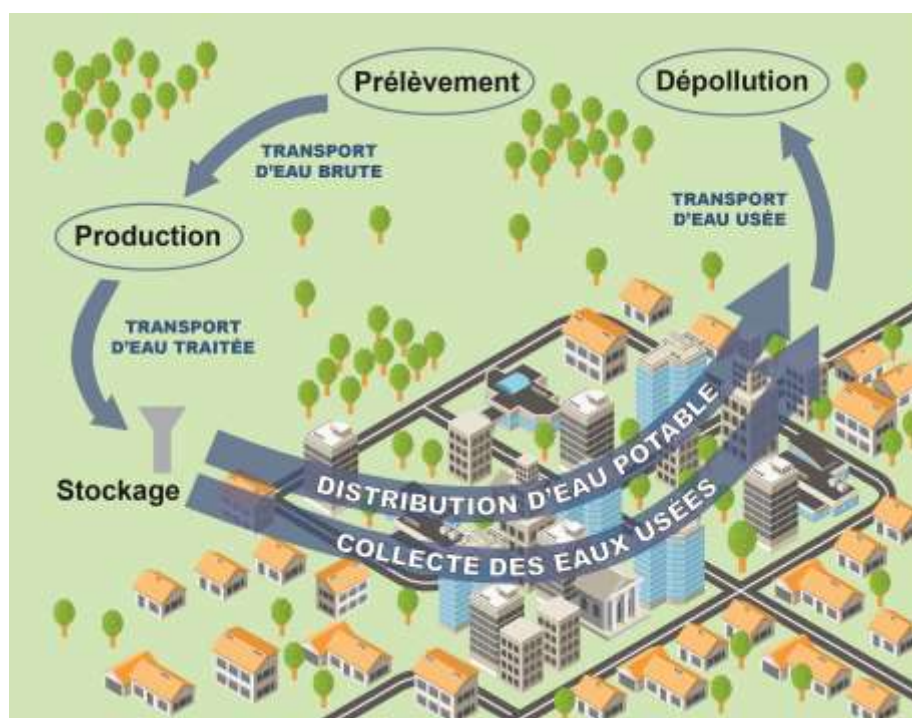 Prélèvement
Dépollution
TRANSPORT
D'EAU BRUTE
TRANSPORT
D'EAU USÉE
Production
TRANSPORT
D'EAU TRAITÉE
Stockage
DISTRIBUTION D'EAU POTABLE
COLLECTE DES EAUX USÉES